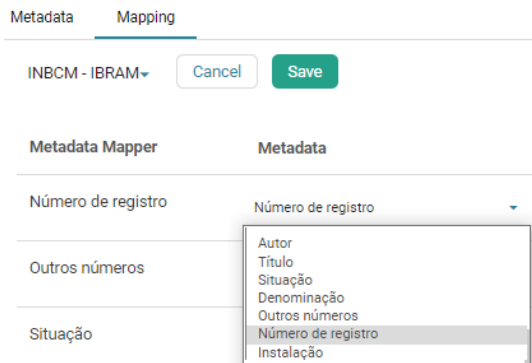 Metadata Mapping
INBCM - IBRAM Cancel Save
Metadata Mapper Metadata
Número de registro Número de registro
Autor
Título
Outros números
Situação
Denominação
Outros números
Situação
Número de registro
Instalação